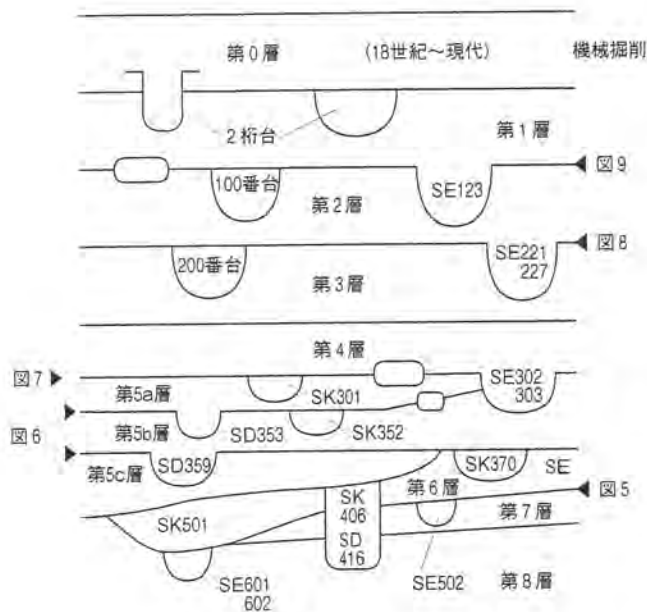 第0層 (18世紀~現代) 機械掘削
2桁台 第1層
図9
100番台 第2層 SE123
図8
200番台 第3層 SE221
227
第4層
図7 第5a層 SK301 SE302
303
図6 第5b層 SD353 SK352
第5c層 SD359 SK370 SE
図5
SK501 SK
406
第6層
SD
416
第7層
SE601
602
SE502 第8層